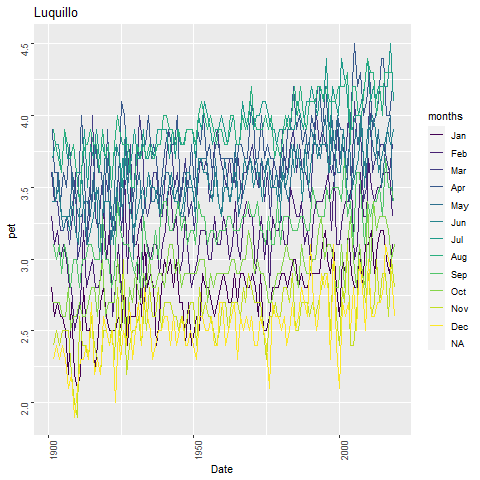 Luquillo
4.5
4.0
3.5
3.0
2.5
2.0
pet
1900
1950
2000
Date
months
Jan
Feb
Mar
Apr
May
Jun
Jul
Aug
Sep
Oct
Nov
Dec
NA